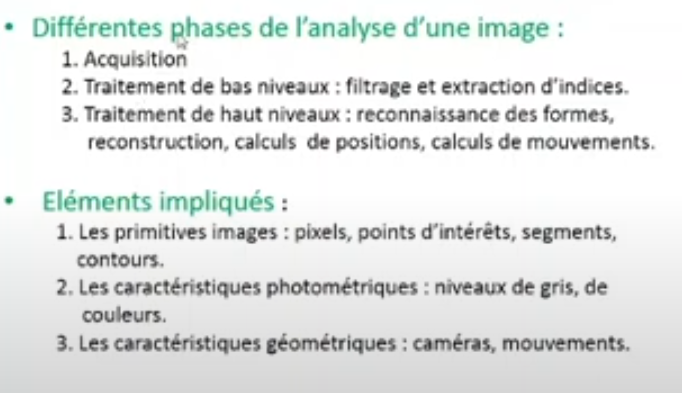 • Différentes phases de l'analyse d'une image :
1. Acquisition
2. Traitement de bas niveaux : filtrage et extraction d'indices.
3. Traitement de haut niveaux : reconnaissance des formes,
reconstruction, calculs de positions, calculs de mouvements.
• Eléments impliqués :
1. Les primitives images : pixels, points d'intérêts, segments,
contours.
2. Les caractéristiques photométriques : niveaux de gris, de
couleurs.
3. Les caractéristiques géométriques : caméras, mouvements.